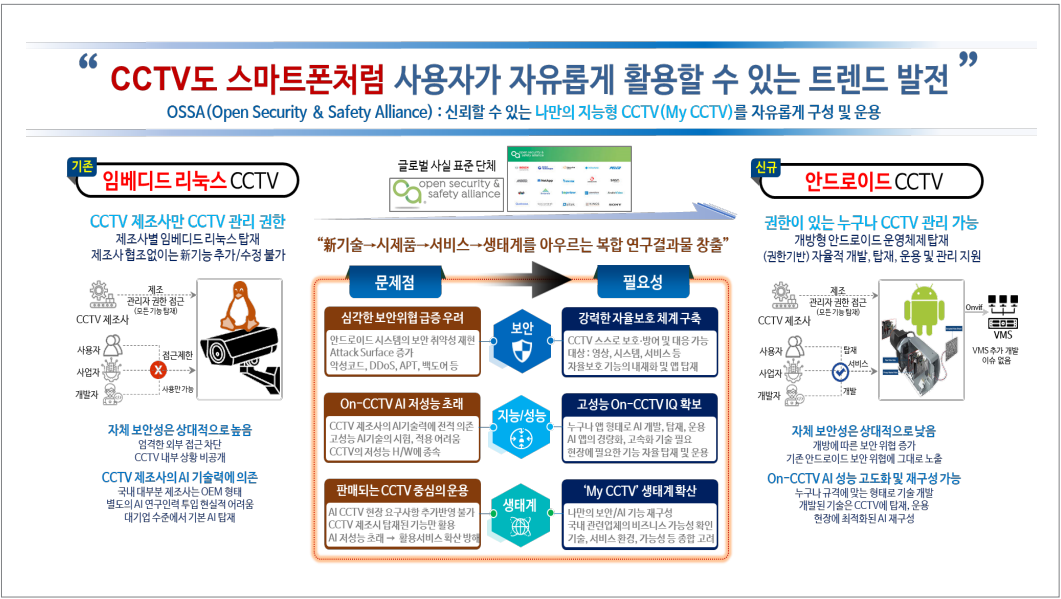 “ CCTV도 스마트폰처럼 사용자가 자유롭게 활용할 수 있는 트렌드 발전 ”
OSSA(Open Security & Safety Alliance) : 신뢰할 수 있는 나만의 지능형 CCTV(My CCTV)를 자유롭게 구성 및 운용
기존
임베디드 리눅스 CCTV
CCTV 제조사만 CCTV 관리 권한
제조사별 임베디드 리눅스 탑재
제조사 협조없이는 新기능 추가/수정 불가
제조
관리자 권한 접근
(모든 기능 탑재)
CCTV 제조사
사용자
사업자
개발자
접근제한
X
사용만 가능
자체 보안성은 상대적으로 높음
엄격한 외부 접근 차단
CCTV 내부 상황 비공개
CCTV 제조사의 AI 기술력에 의존
국내 대부분 제조사는 OEM 형태
별도의 AI 연구인력 투입 현실적 어려움
대기업 수준에서 기본 AI 탑재
글로벌 사실 표준 단체
open security &
safety alliance
“新기술→시제품→서비스→생태계를 아우르는 복합 연구결과물 창출”
문제점
필요성
심각한 보안위협 급증 우려
안드로이드 시스템의 보안 취약성 재현
Attack Surface 증가
악성코드, DDoS, APT, 백도어 등
보안
강력한 자율보호 체계 구축
CCTV 스스로 보호·방어 및 대응 가능
대상 : 영상, 시스템, 서비스 등
자율보호 기능의 내재화 및 앱 탑재
On-CCTV AI 저성능 초래
CCTV 제조사의 AI기술력에 전적 의존
고성능 AI기술의 시험, 적용 어려움
CCTV의 저성능 H/W에 종속
지능/성능
고성능 On-CCTV IQ 확보
누구나 앱 형태로 AI 개발, 탑재, 운용
AI 앱의 경량화, 고속화 기술 필요
현장에 필요한 기능 자율 탑재 및 운용
판매되는 CCTV 중심의 운용
AI CCTV 현장 요구사항 추가반영 불가
CCTV 제조시 탑재된 기능만 활용
AI 저성능 초래 → 활용서비스 확산 방해
생태계
‘My CCTV’ 생태계 확산
나만의 보안/AI 기능 재구성
국내 관련업체의 비즈니스 가능성 확인
기술, 서비스 환경, 가능성 등 종합 고려
신규
안드로이드 CCTV
권한이 있는 누구나 CCTV 관리 가능
개방형 안드로이드 운영체제 탑재
(권한기반) 자율적 개발, 탑재, 운용 및 관리 지원
제조
관리자 권한 접근
(모든 기능 탑재)
CCTV 제조사
사용자
사업자
개발자
탑재
서비스
개발
Onvif
VMS
VMS 추가 개발
이슈 없음
자체 보안성은 상대적으로 낮음
개방에 따른 보안 위협 증가
기존 안드로이드 보안 위협에 그대로 노출
On-CCTV AI 성능 고도화 및 재구성 가능
누구나 규격에 맞는 형태로 기술 개발
개발된 기술은 CCTV에 탑재, 운용
현장에 최적화된 AI 재구성